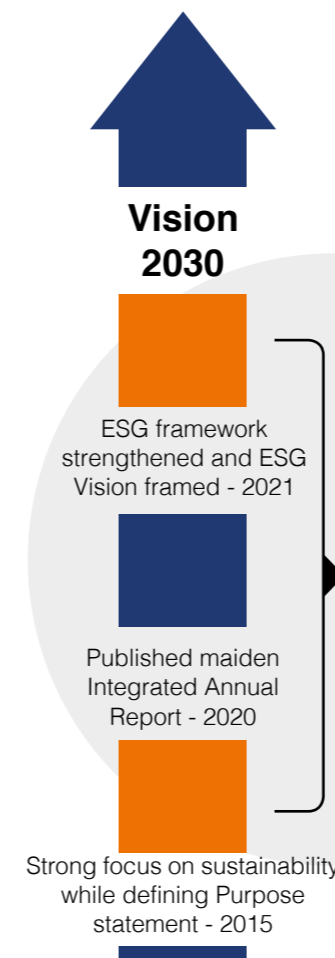 Vision
2030
ESG framework
strengthened and ESG
Vision framed - 2021
Published maiden
Integrated Annual
Report - 2020
Strong focus on sustainability
while defining Purpose
statement - 2015